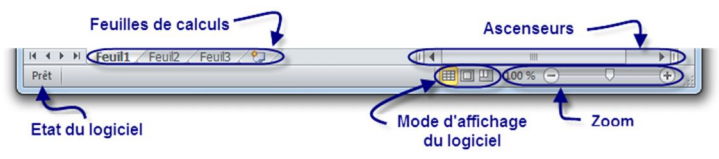 Feuilles de calculs
Ascenseurs
Feuil1 Feuil2 Feuil3
Prêt
100 %
Etat du logiciel
Mode d'affichage
du logiciel
Zoom